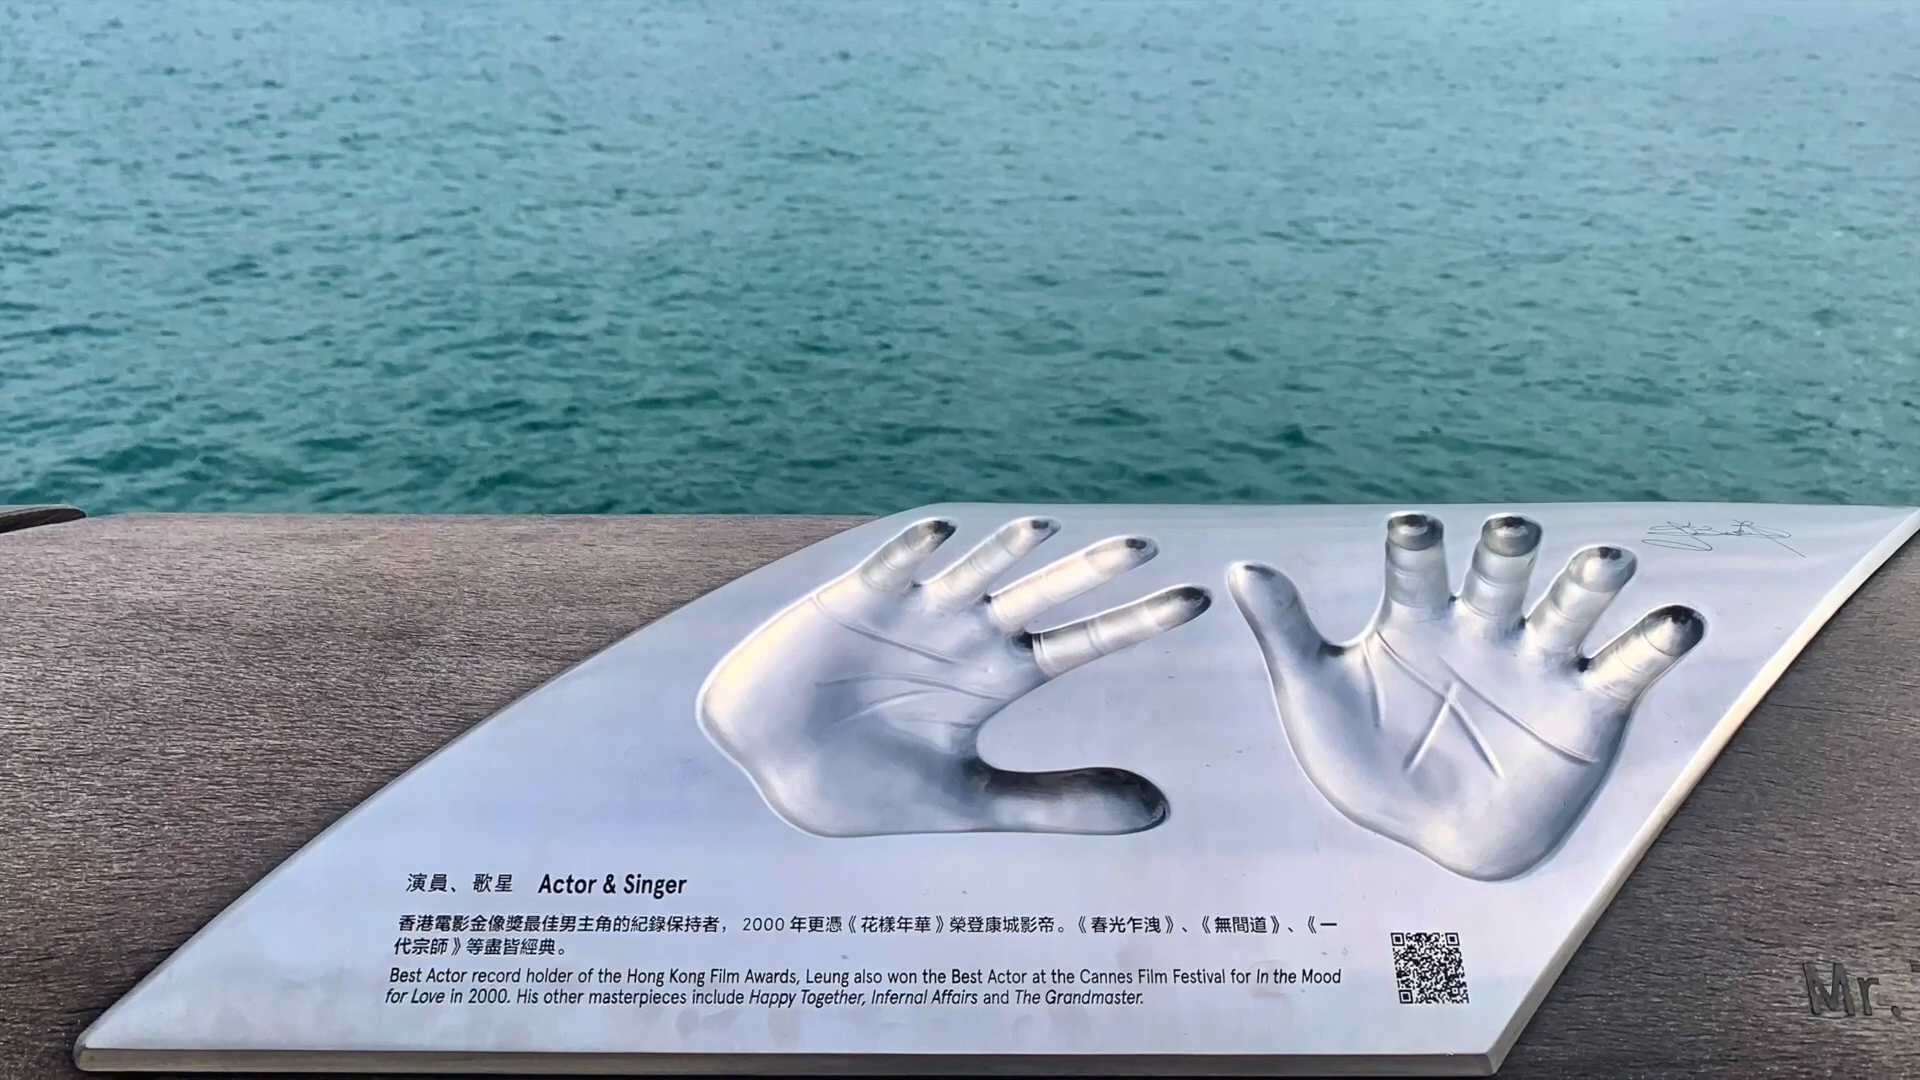 演員、歌星 Actor & Singer
香港電影金像獎最佳男主角的紀錄保持者，2000 年更憑《花樣年華》榮登康城影帝。《春光乍洩》、《無間道》、《一
代宗師》等盡皆經典。
Best Actor record holder of the Hong Kong Film Awards, Leung also won the Best Actor at the Cannes Film Festival for In the Mood
for Love in 2000. His other masterpieces include Happy Together, Infernal Affairs and The Grandmaster.
Mr.